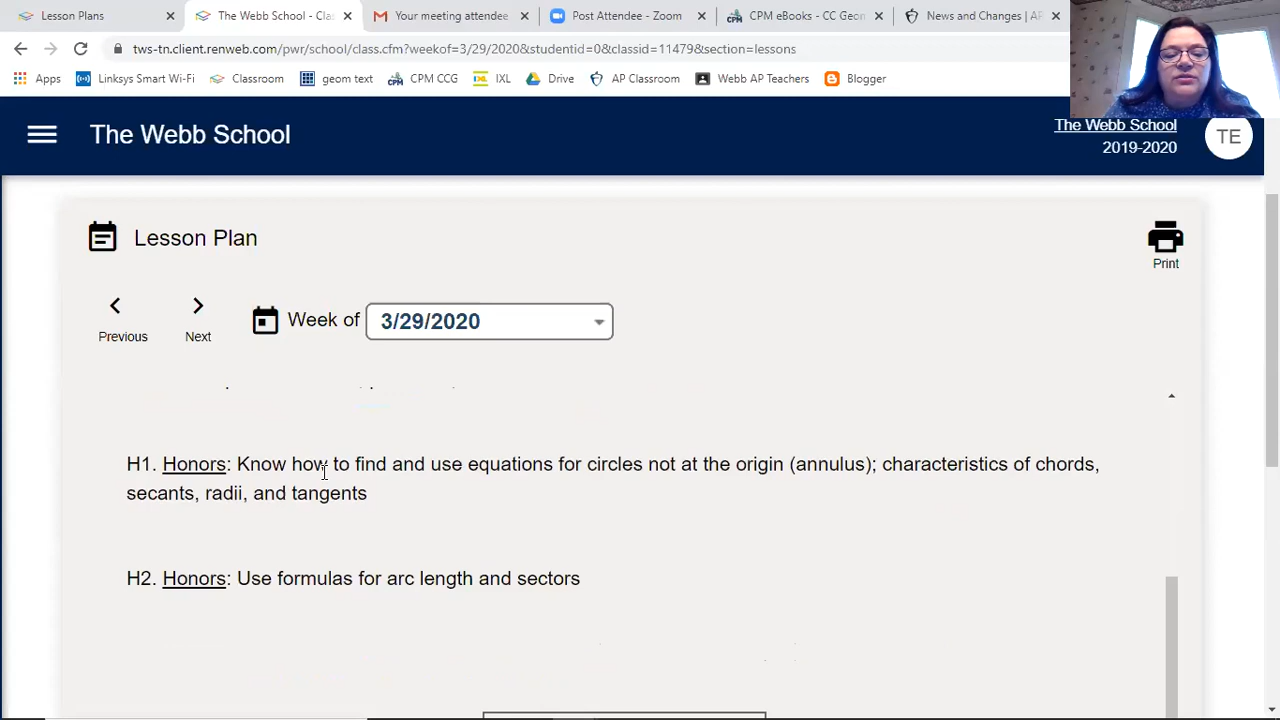 Lesson Plans
The Webb School - Cla
Your meeting attendee
Post Attendee - Zoom
CPM eBooks - CC Geon
News and Changes | AP
tws-tn.client.renweb.com/pwr/school/class.cfm?weekof=3/29/2020&studentid=0&classid=11479&section=lessons
Apps
Linksys Smart Wi-Fi
Classroom
geom text
CPM CCG
IXL
Drive
AP Classroom
Webb AP Teachers
Blogger
The Webb School
The Webb School
2019-2020
TE
Lesson Plan
Print
Previous
Next
Week of
3/29/2020
H1. Honors: Know how to find and use equations for circles not at the origin (annulus); characteristics of chords,
secants, radii, and tangents
H2. Honors: Use formulas for arc length and sectors